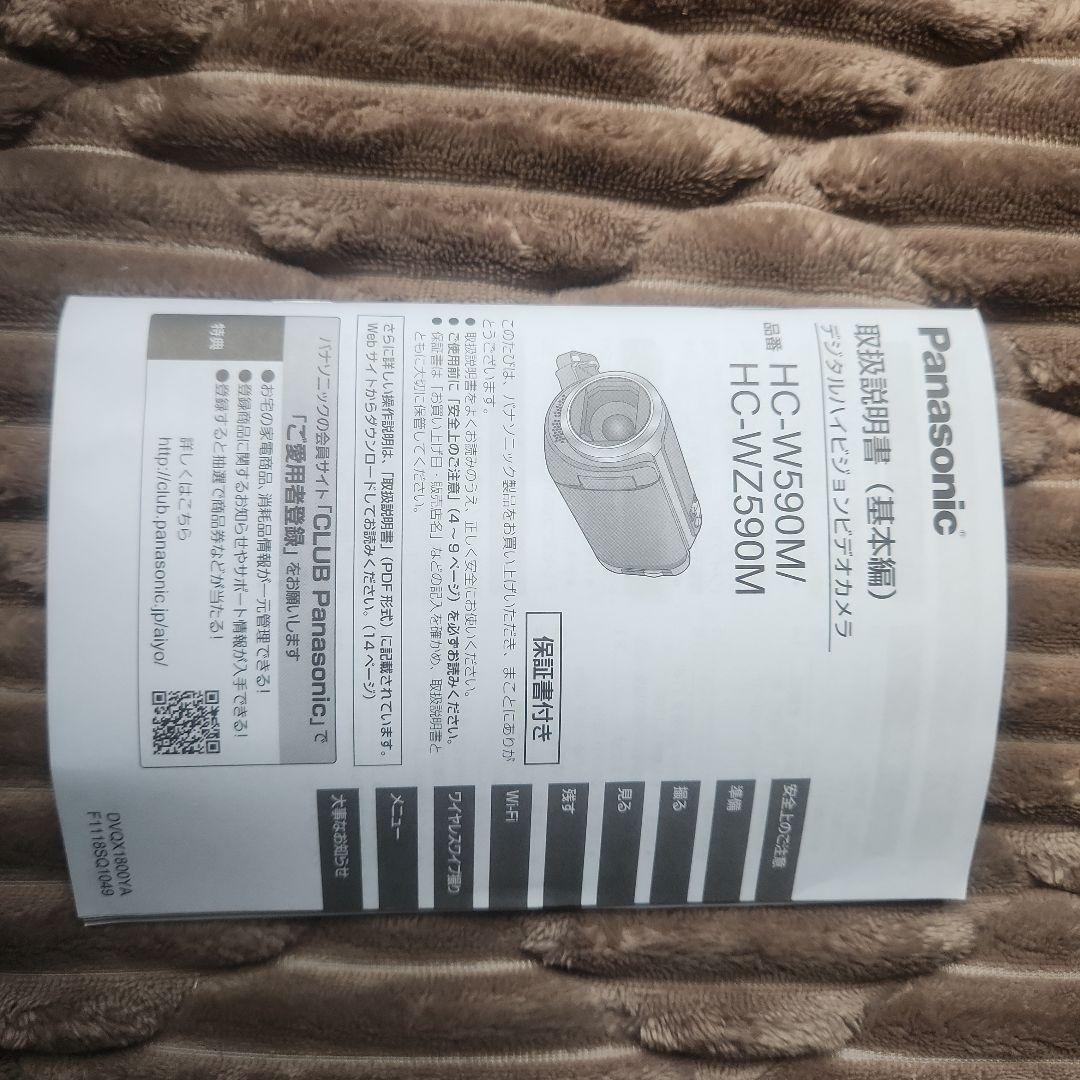 Panasonic®
取扱説明書（基本編）
デジタルハイビジョンビデオカメラ
品番 HC-W590M/
HC-WZ590M
保証書付き
このたびは、パナソニック製品をお買い上げいただき、まことにありが
とうございます。
●取扱説明書をよくお読みのうえ、正しく安全にお使いください。
●ご使用前に「安全上のご注意」（4～9ページ）を必ずお読みください。
●保証書は「お買い上げ日・販売店名」などの記入を確かめ、取扱説明書と
ともに大切に保管してください。
さらに詳しい操作説明は、「取扱説明書」（PDF形式）に記載されています。
Webサイトからダウンロードしてお読みください。（14ページ）
パナソニックの会員サイト「CLUB Panasonic」で
「ご愛用者登録」をお願いします
特典
●お宅の家電商品、消耗品情報が一元管理できる！
●登録商品に関するお知らせやサポート情報が入手できる！
●登録すると抽選で商品券などが当たる！
詳しくはこちら
http://club.panasonic.jp/aiyo/
安全上のご注意
準備
撮る
見る
残す
Wi-Fi
ワイヤレスワイプ撮り
メニュー
大事なお知らせ
DVQX1800YA
F1118SQ1049